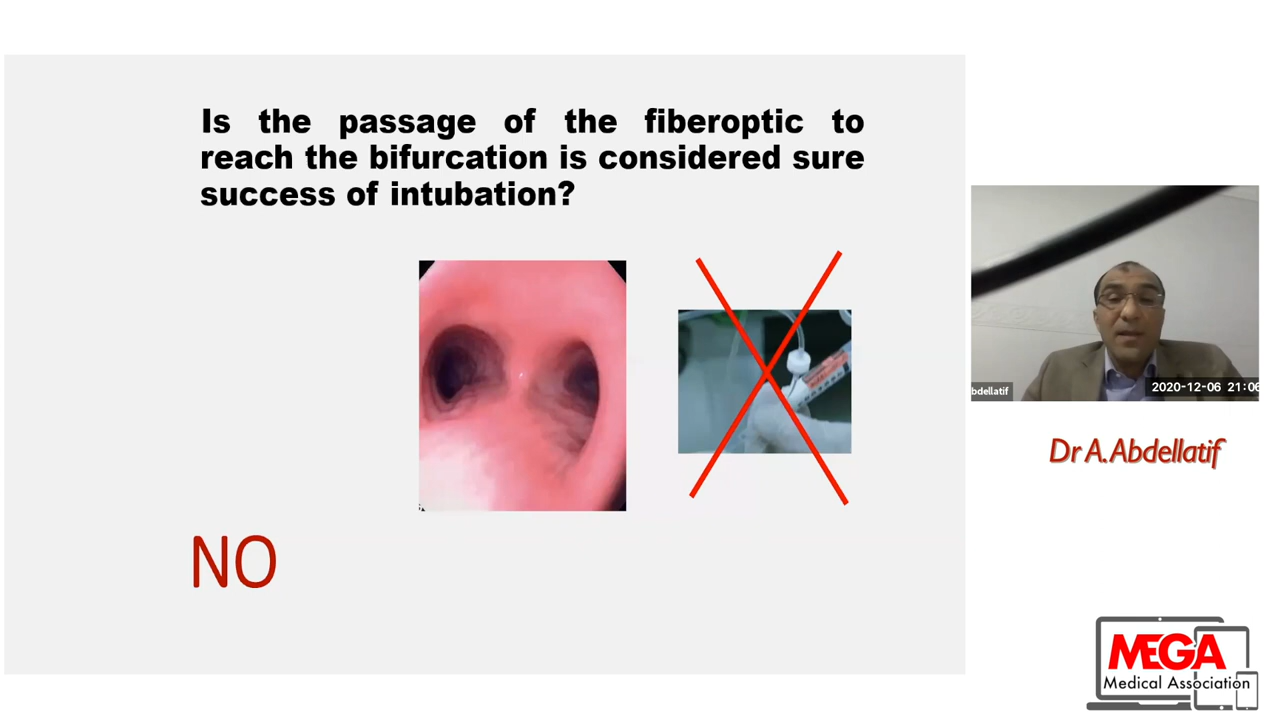 Is the passage of the fiberoptic to
reach the bifurcation is considered sure
success of intubation?
NO
bdellatif
2020-12-06 21:06
Dr A.Abdellatif
MEGA
Medical Association